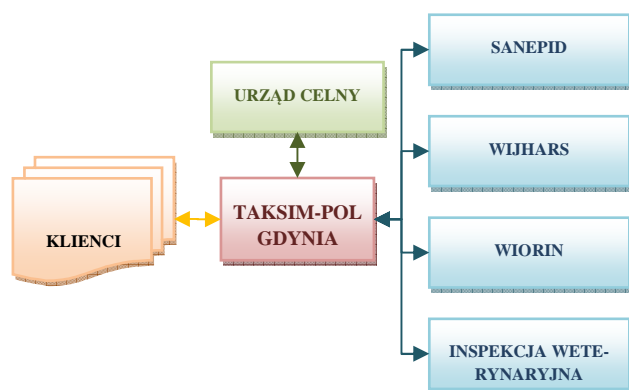 SANEPID
URZĄD CELNY
WIJHARS
KLIENCI
TAKSIM-POL
GDYNIA
WIORIN
INSPEKCJA WETE-
RYNARYJNA